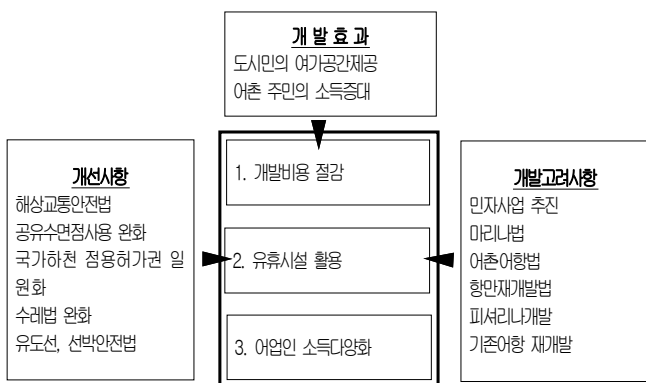 개 발 효 과
도시민의 여가공간제공
어촌 주민의 소득증대
개선사항
해상교통안전법
공유수면점사용 완화
국가하천 점용허가권 일
원화
수레법 완화
유도선, 선박안전법
1. 개발비용 절감
2. 유휴시설 활용
3. 어업인 소득다양화
개발고려사항
민자사업 추진
마리나법
어촌어항법
항만재개발법
피셔리나개발
기존어항 재개발